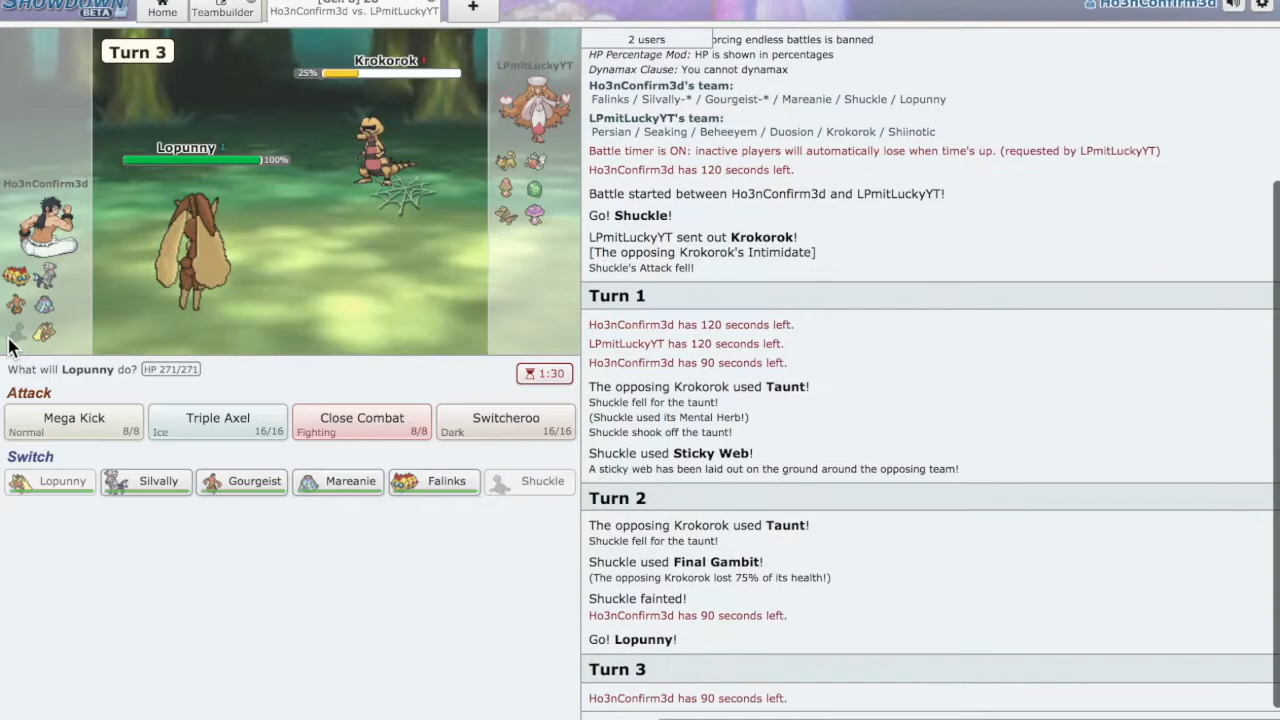 SHOWDOWN
BETA
Home
Teambuilder
Ho3nConfirm3d vs. LPmitLuckyYT
+
Ho3nConfirm3d
Turn 3
Krokorok
25%
Lopunny
100%
Ho3nConfirm3d
LPmitLuckyYT
What will Lopunny do? HP 271/271
1:30
Attack
Mega Kick
Normal 8/8
Triple Axel
Ice 16/16
Close Combat
Fighting 8/8
Switcheroo
Dark 16/16
Switch
Lopunny
Silvally
Gourgeist
Mareanie
Falinks
Shuckle
2 users
orcing endless battles is banned
HP Percentage Mod: HP is shown in percentages
Dynamax Clause: You cannot dynamax
Ho3nConfirm3d's team:
Falinks / Silvally-* / Gourgeist-* / Mareanie / Shuckle / Lopunny
LPmitLuckyYT's team:
Persian / Seaking / Beheeyem / Duosion / Krokorok / Shiinotic
Battle timer is ON: inactive players will automatically lose when time's up. (requested by LPmitLuckyYT)
Ho3nConfirm3d has 120 seconds left.
Battle started between Ho3nConfirm3d and LPmitLuckyYT!
Go! Shuckle!
LPmitLuckyYT sent out Krokorok!
[The opposing Krokorok's Intimidate]
Shuckle's Attack fell!
Turn 1
Ho3nConfirm3d has 120 seconds left.
LPmitLuckyYT has 120 seconds left.
Ho3nConfirm3d has 90 seconds left.
The opposing Krokorok used Taunt!
Shuckle fell for the taunt!
(Shuckle used its Mental Herb!)
Shuckle shook off the taunt!
Shuckle used Sticky Web!
A sticky web has been laid out on the ground around the opposing team!
Turn 2
The opposing Krokorok used Taunt!
Shuckle fell for the taunt!
Shuckle used Final Gambit!
(The opposing Krokorok lost 75% of its health!)
Shuckle fainted!
Ho3nConfirm3d has 90 seconds left.
Go! Lopunny!
Turn 3
Ho3nConfirm3d has 90 seconds left.